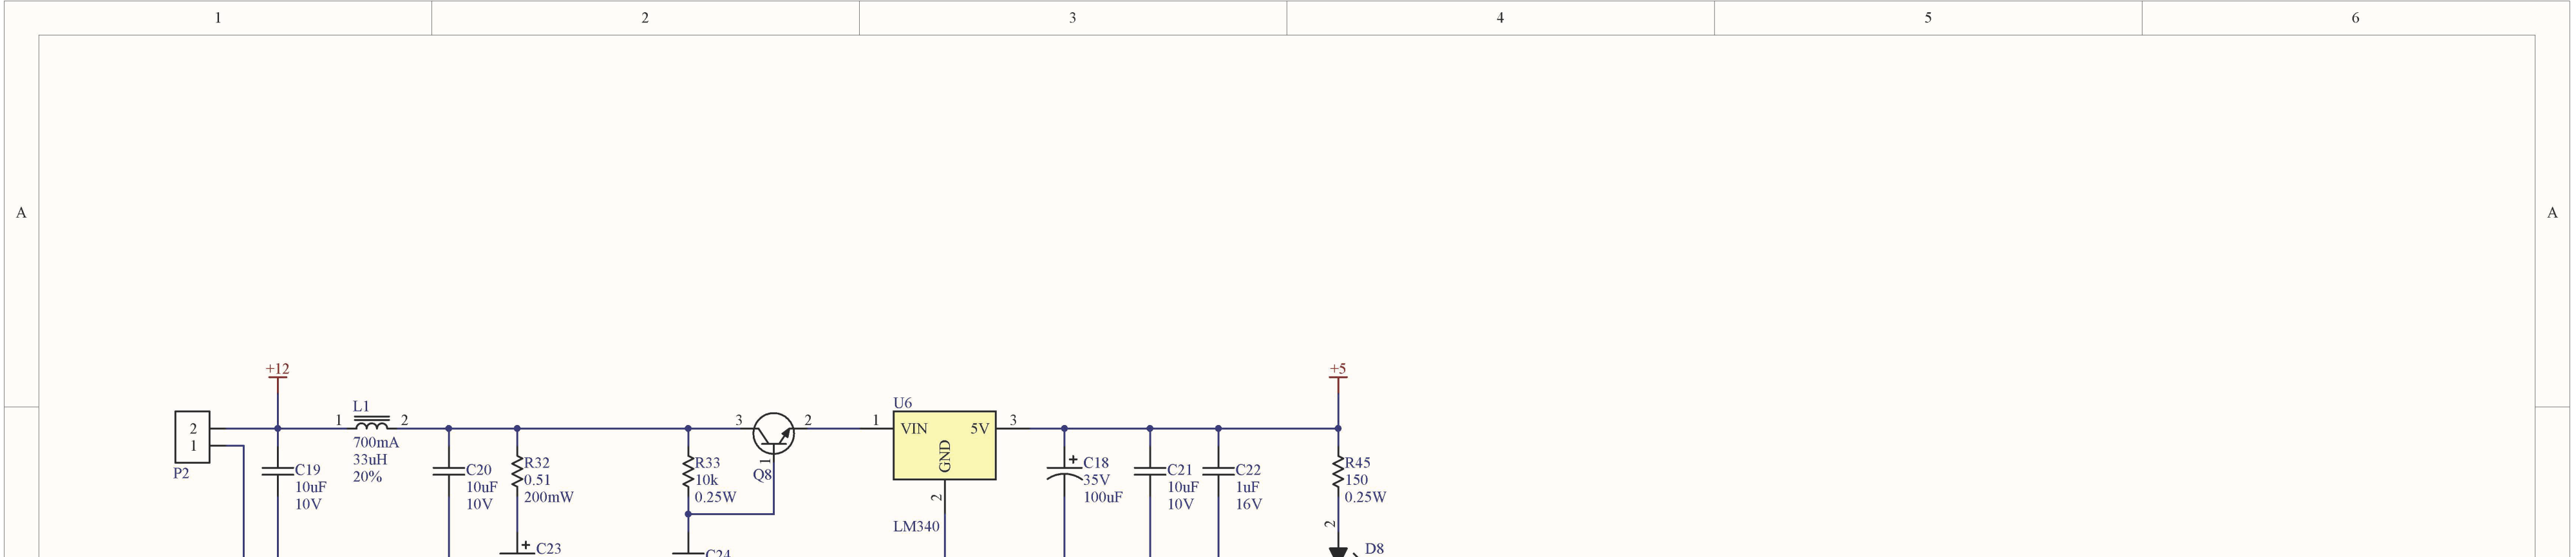 1 2 3 4 5 6
A A
+12 +5
L1
U6
2
1
P2
1 2
700mA
33uH
20%
C19
10uF
10V
C20
10uF
10V
R32
0.51
200mW
C23
R33
10k
0.25W
C24
3 2
1
Q8
1 VIN 5V 3
GND
2
LM340
C18
35V
100uF
C21
10uF
10V
C22
1uF
16V
R45
150
0.25W
2
D8